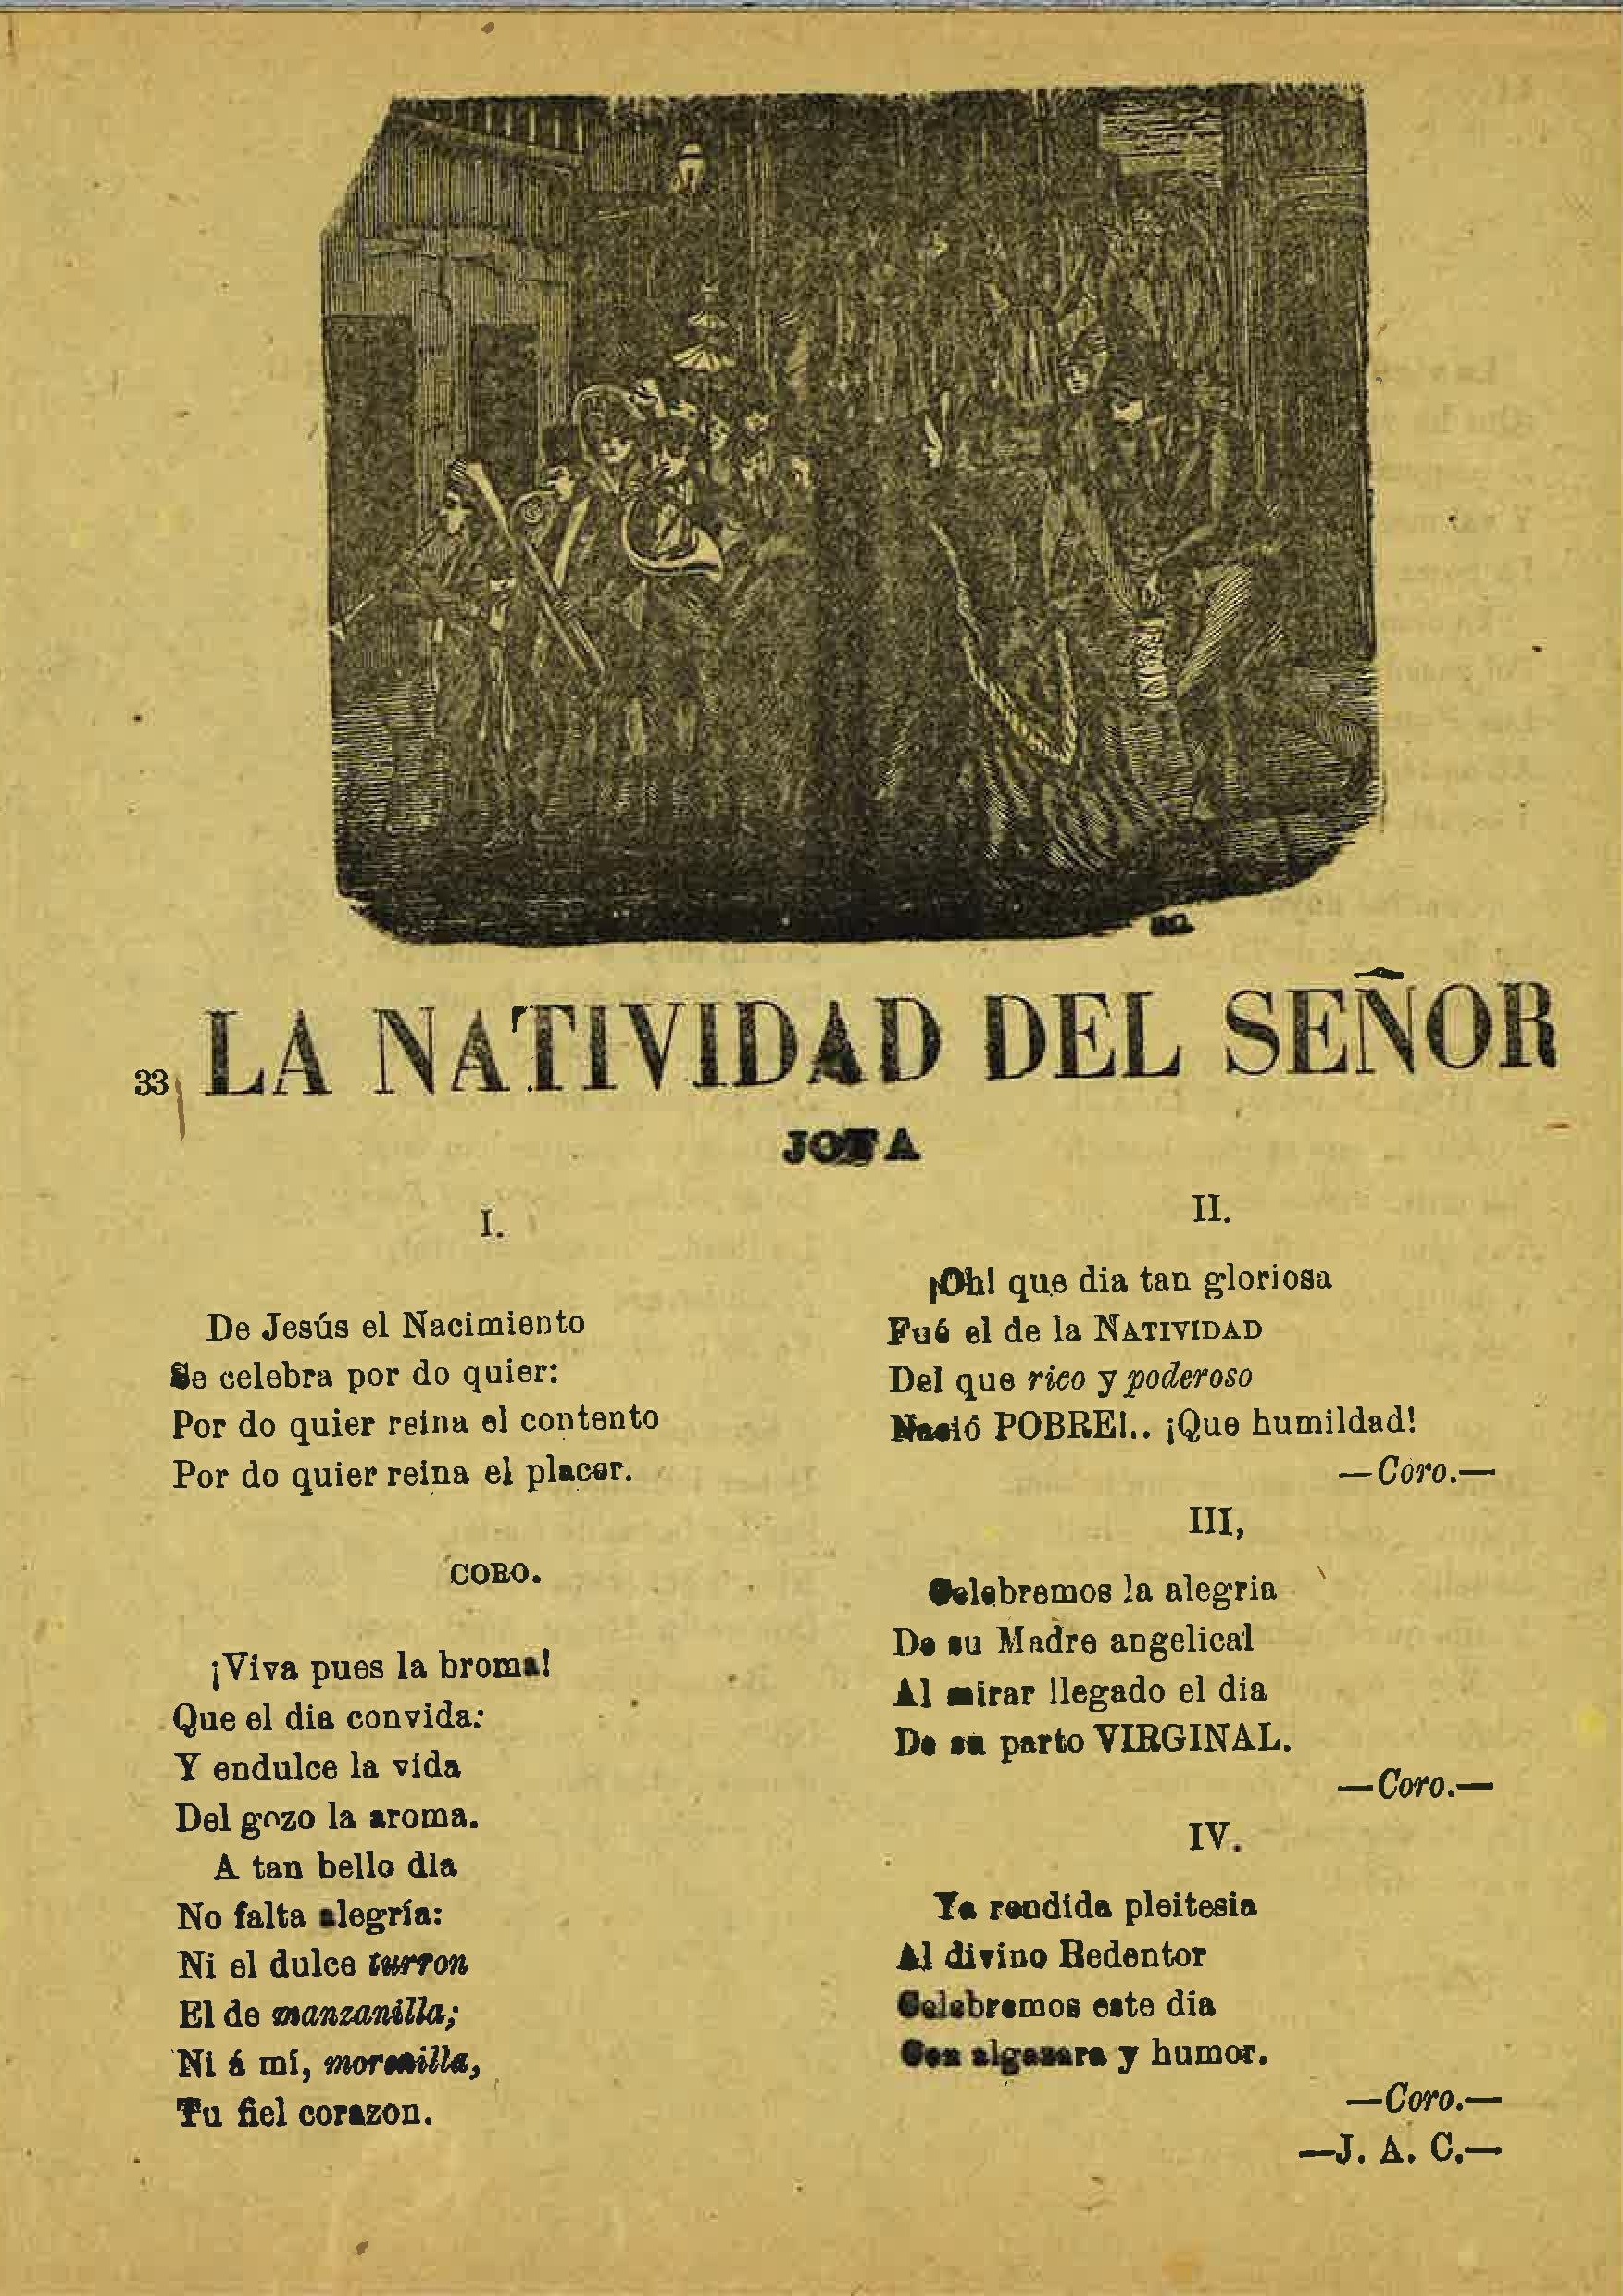 LA NATIVIDAD DEL SEÑOR
33
JOTA
I.
De Jesús el Nacimiento
Se celebra por do quier:
Por do quier reina el contento
Por do quier reina el placer.
CORO.
¡Viva pues la broma!
Que el dia convida:
Y endulce la vida
Del gozo la aroma.
A tan bello dia
No falta alegría:
Ni el dulce turron
El de manzanilla;
Ni á mí, morenilla,
Tu fiel corazon.
II.
¡Oh! que dia tan gloriosa
Fué el de la NATIVIDAD
Del que rico y poderoso
Nació POBRE!.. ¡Que humildad!
—Coro.—
III,
Celebremos la alegria
De su Madre angelical
Al mirar llegado el dia
De su parto VIRGINAL.
—Coro.—
IV.
Ya rendida pleitesia
Al divino Redentor
Celebremos este dia
Con algazara y humor.
—Coro.—
—J. A. C.—